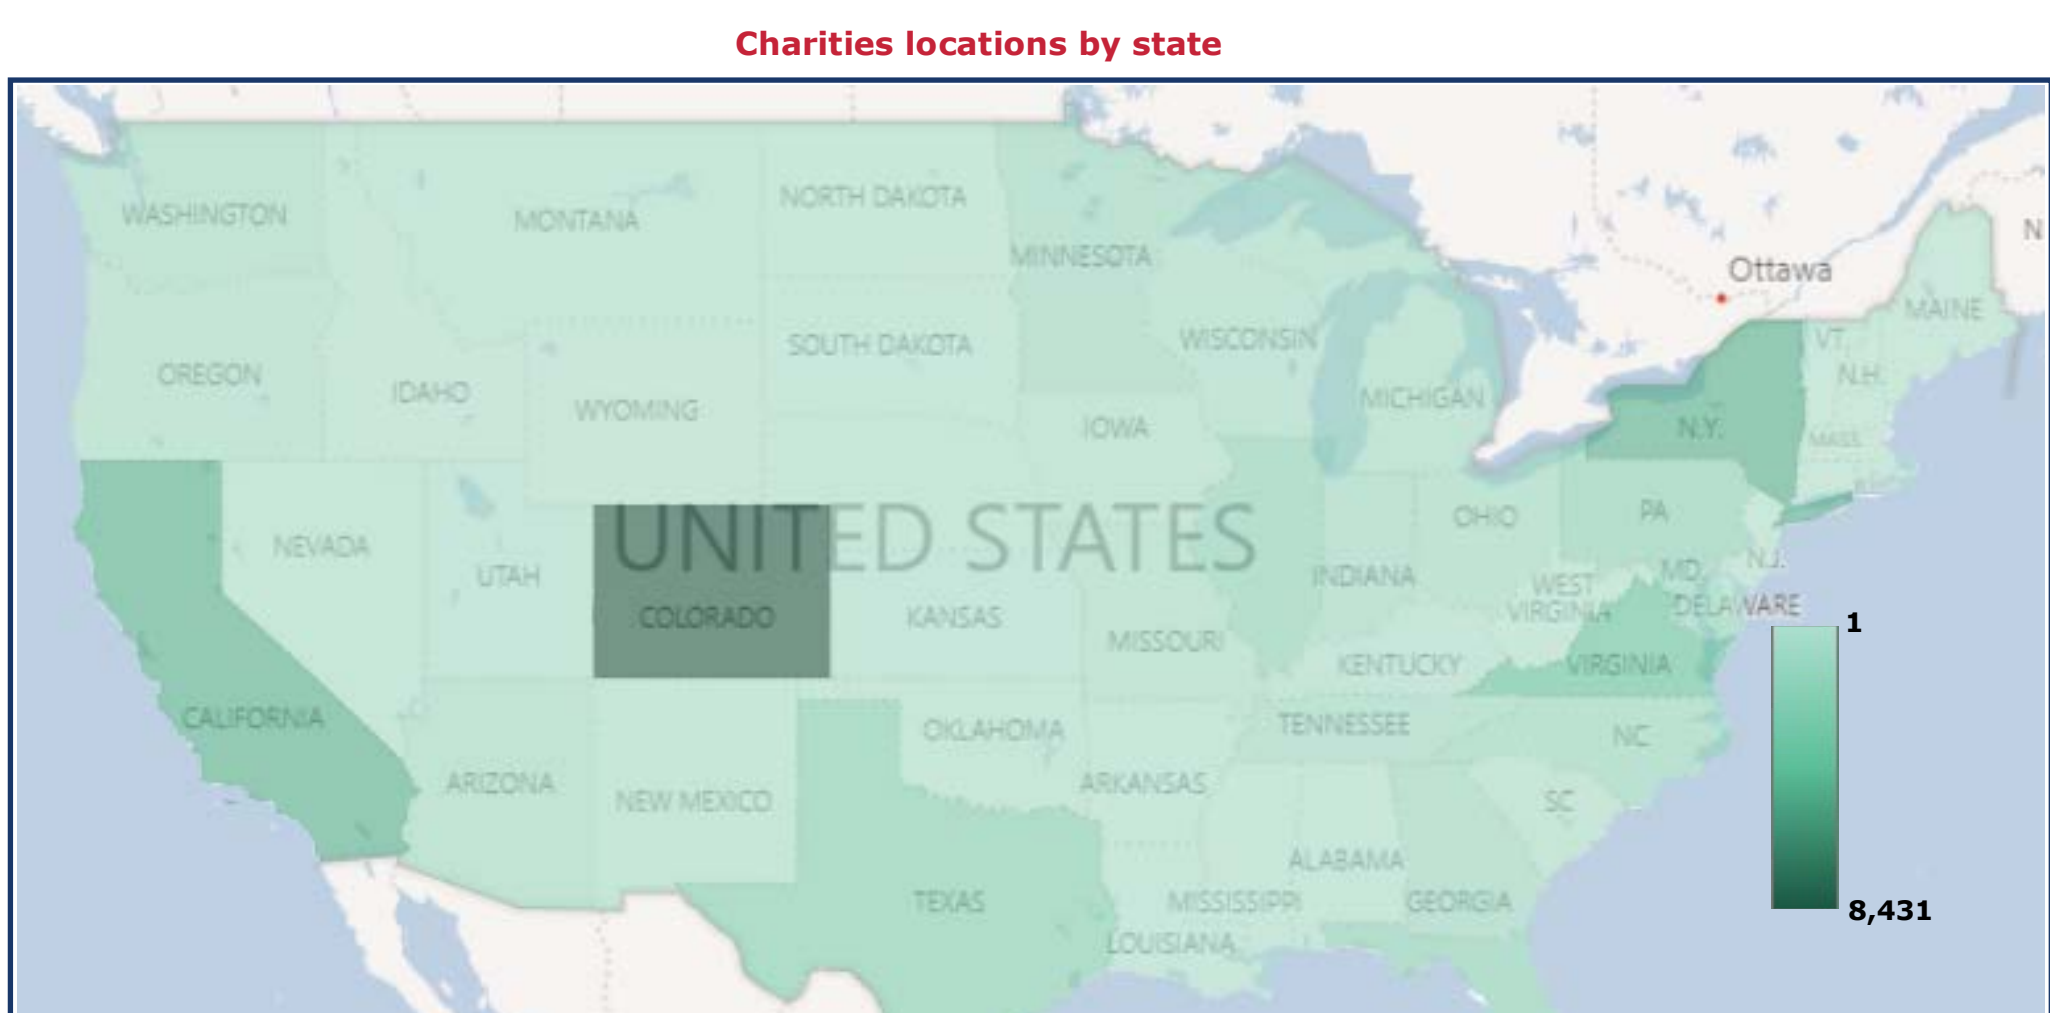 Charities locations by state
WASHINGTON
MONTANA
NORTH DAKOTA
MINNESOTA
Ottawa
N
MAINE
OREGON
IDAHO
WYOMING
SOUTH DAKOTA
WISCONSIN
MICHIGAN
VT.
N.H.
IOWA
N.Y.
MASS.
NEVADA
UTAH
UNITED STATES
COLORADO
KANSAS
MISSOURI
INDIANA
OHIO
PA
WEST
VIRGINIA
MD
N.J.
DELAWARE
1
KENTUCKY
VIRGINIA
CALIFORNIA
ARIZONA
NEW MEXICO
OKLAHOMA
ARKANSAS
TENNESSEE
NC
SC
TEXAS
MISSISSIPPI
ALABAMA
GEORGIA
LOUISIANA
8,431